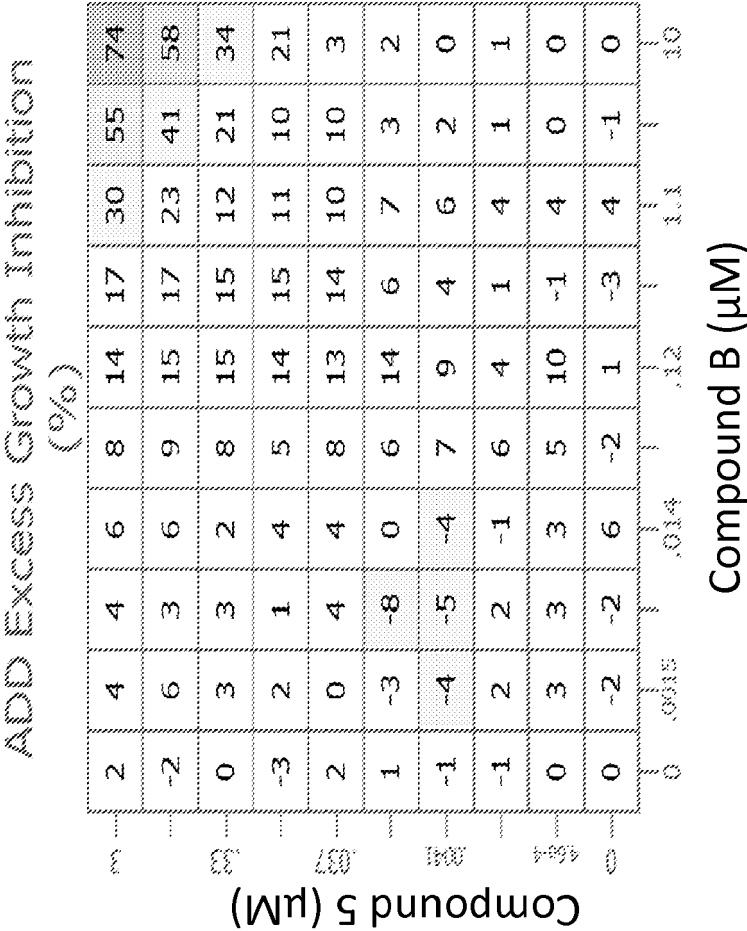 ADD Excess Growth Inhibition
(%)
3 2 4 4 6 8 14 17 30 55 74
-2 6 3 6 9 15 17 23 41 58
.33 0 3 3 2 8 15 15 12 21 34
-3 2 1 4 5 14 15 11 10 21
.037 2 0 4 4 8 13 14 10 10 3
1 -3 -8 0 6 14 6 7 3 2
.0041 -1 -4 -5 -4 7 9 4 6 2 0
-1 2 2 -1 6 4 1 4 1 1
4.6e-4 0 3 3 3 5 10 -1 4 0 0
0 0 -2 -2 6 -2 1 -3 4 -1 0
0 .0015 .014 .12 1.1 10
Compound B (µM)
Compound 5 (µM)